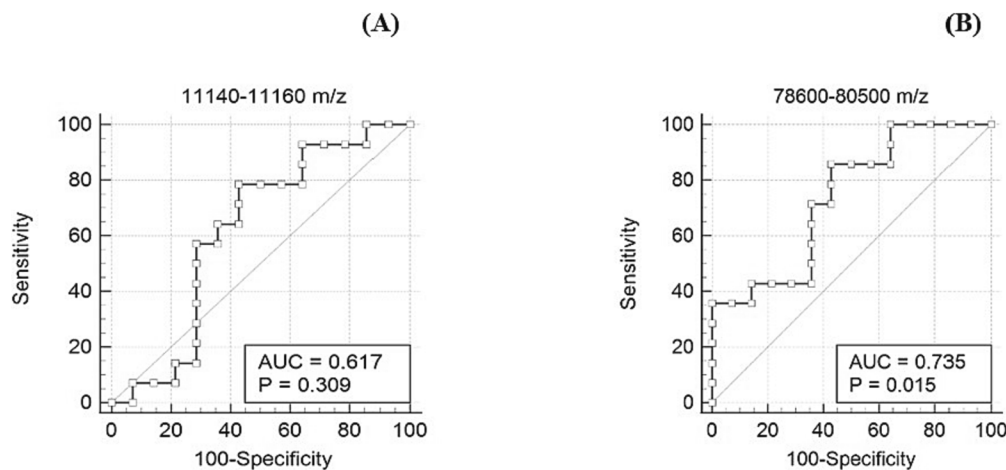 (A)
11140-11160 m/z
100
80
60
40
20
0
Sensitivity
AUC = 0.617
P = 0.309
0 20 40 60 80 100
100-Specificity
(B)
78600-80500 m/z
100
80
60
40
20
0
Sensitivity
AUC = 0.735
P = 0.015
0 20 40 60 80 100
100-Specificity